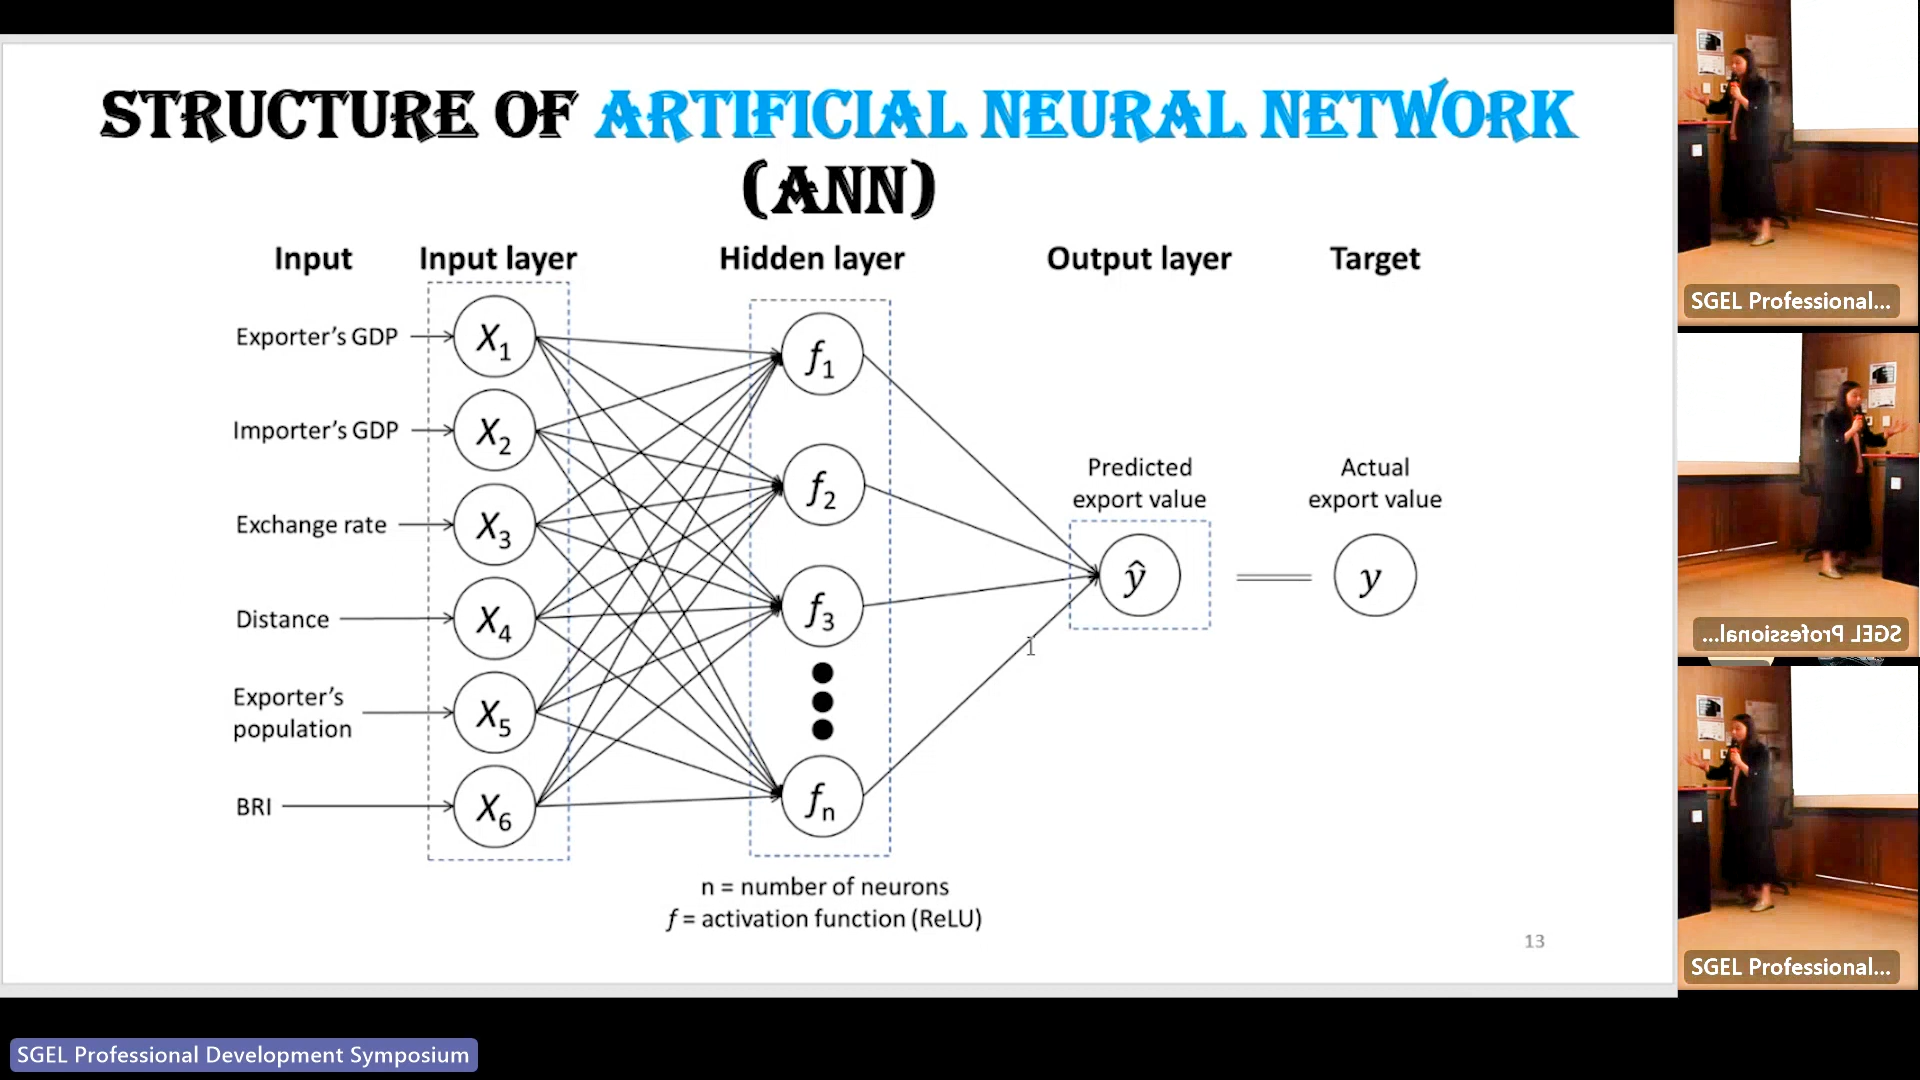 STRUCTURE OF ARTIFICIAL NEURAL NETWORK
(ANN)
Input
Input layer
Hidden layer
Output layer
Target
Exporter's GDP
X1
f1
Importer's GDP
X2
f2
Predicted
export value
Actual
export value
Exchange rate
X3
ŷ
y
Distance
X4
f3
Exporter's
population
X5
BRI
X6
fn
n = number of neurons
f = activation function (ReLU)
13
SGEL Professional...
SGEL Professional...
SGEL Professional...
SGEL Professional Development Symposium